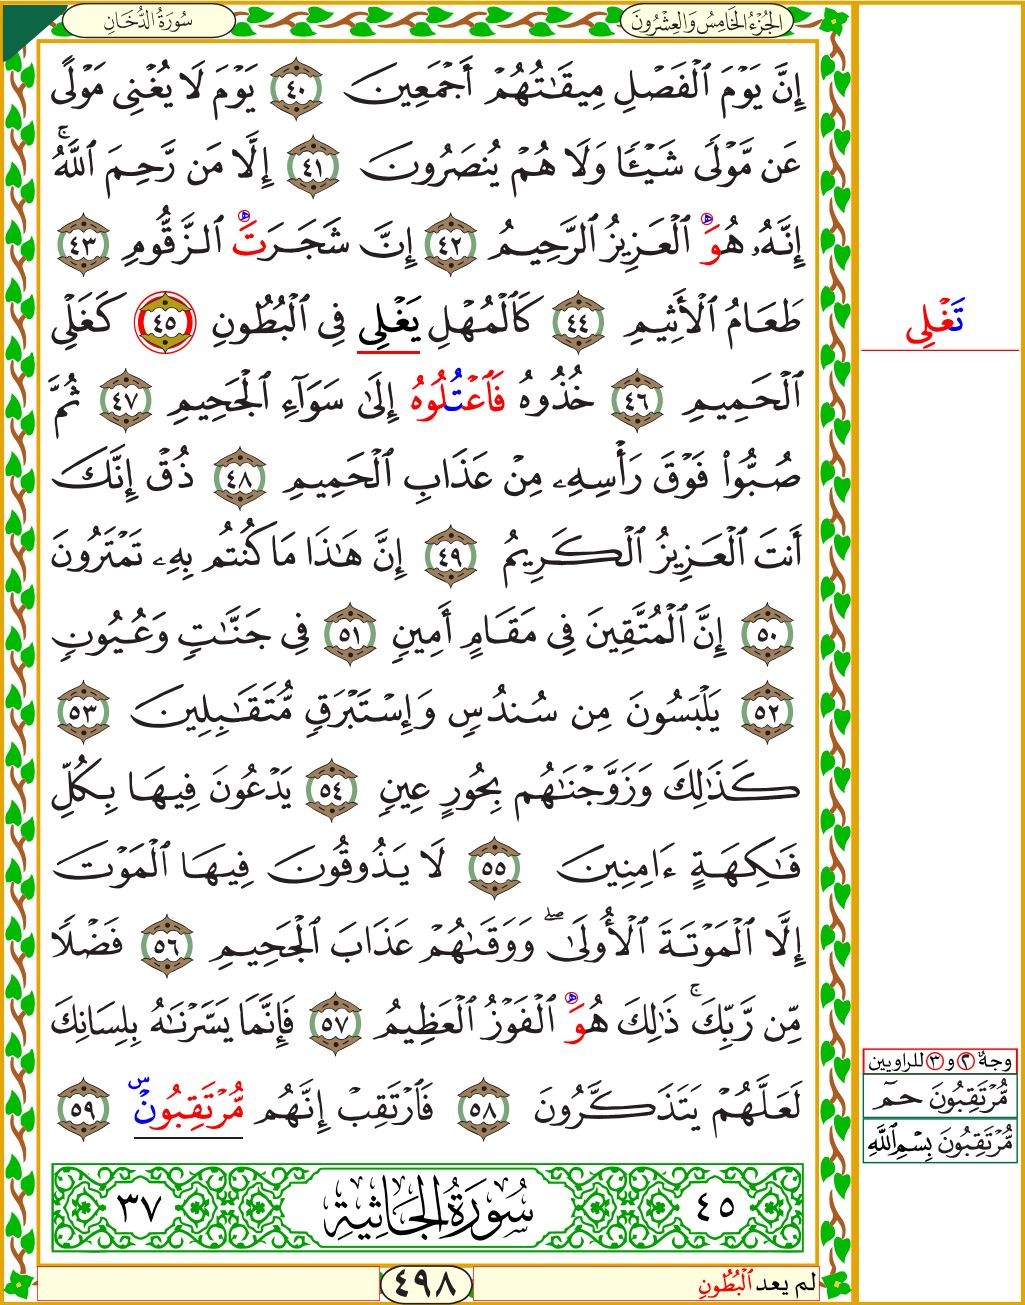 الجُزْءُ الخَامِسُ وَالعِشْرُونَ
سُورَةُ الدُّخَانِ
إِنَّ يَوْمَ ٱلْفَصْلِ مِيقَٰتُهُمْ أَجْمَعِينَ ٤٠ يَوْمَ لَا يُغْنِى مَوْلًى
عَن مَّوْلًى شَيْـًٔا وَلَا هُمْ يُنصَرُونَ ٤١ إِلَّا مَن رَّحِمَ ٱللَّهُۚ
إِنَّهُۥ هُوَ ٱلْعَزِيزُ ٱلرَّحِيمُ ٤٢ إِنَّ شَجَرَتَ ٱلزَّقُّومِ ٤٣
طَعَامُ ٱلْأَثِيمِ ٤٤ كَٱلْمُهْلِ يَغْلِى فِى ٱلْبُطُونِ ٤٥ كَغَلْىِ
تَغْلِى
ٱلْحَمِيمِ ٤٦ خُذُوهُ فَٱعْتُلُوهُ إِلَىٰ سَوَآءِ ٱلْجَحِيمِ ٤٧ ثُمَّ
صُبُّوا۟ فَوْقَ رَأْسِهِۦ مِنْ عَذَابِ ٱلْحَمِيمِ ٤٨ ذُقْ إِنَّكَ
أَنتَ ٱلْعَزِيزُ ٱلْكَرِيمُ ٤٩ إِنَّ هَٰذَا مَا كُنتُم بِهِۦ تَمْتَرُونَ
٥٠ إِنَّ ٱلْمُتَّقِينَ فِى مَقَامٍ أَمِينٍ ٥١ فِى جَنَّٰتٍ وَعُيُونٍ
٥٢ يَلْبَسُونَ مِن سُندُسٍ وَإِسْتَبْرَقٍ مُّتَقَٰبِلِينَ ٥٣
كَذَٰلِكَ وَزَوَّجْنَٰهُم بِحُورٍ عِينٍ ٥٤ يَدْعُونَ فِيهَا بِكُلِّ
فَٰكِهَةٍ ءَامِنِينَ ٥٥ لَا يَذُوقُونَ فِيهَا ٱلْمَوْتَ
إِلَّا ٱلْمَوْتَةَ ٱلْأُولَىٰۖ وَوَقَىٰهُمْ عَذَابَ ٱلْجَحِيمِ ٥٦ فَضْلًا
مِّن رَّبِّكَۚ ذَٰلِكَ هُوَ ٱلْفَوْزُ ٱلْعَظِيمُ ٥٧ فَإِنَّمَا يَسَّرْنَٰهُ بِلِسَانِكَ
وجهٌ ٢ و ٣ للراويين
لَعَلَّهُمْ يَتَذَكَّرُونَ ٥٨ فَٱرْتَقِبْ إِنَّهُم مُّرْتَقِبُونَ س ٥٩
مُّرْتَقِبُونَ حمٓ
مُّرْتَقِبُونَ بِسْمِ ٱللَّهِ
٤٥ سُورَةُ الجَاثِيَةِ ٣٧
لم يعد ٱلْبُطُونِ
٤٩٨